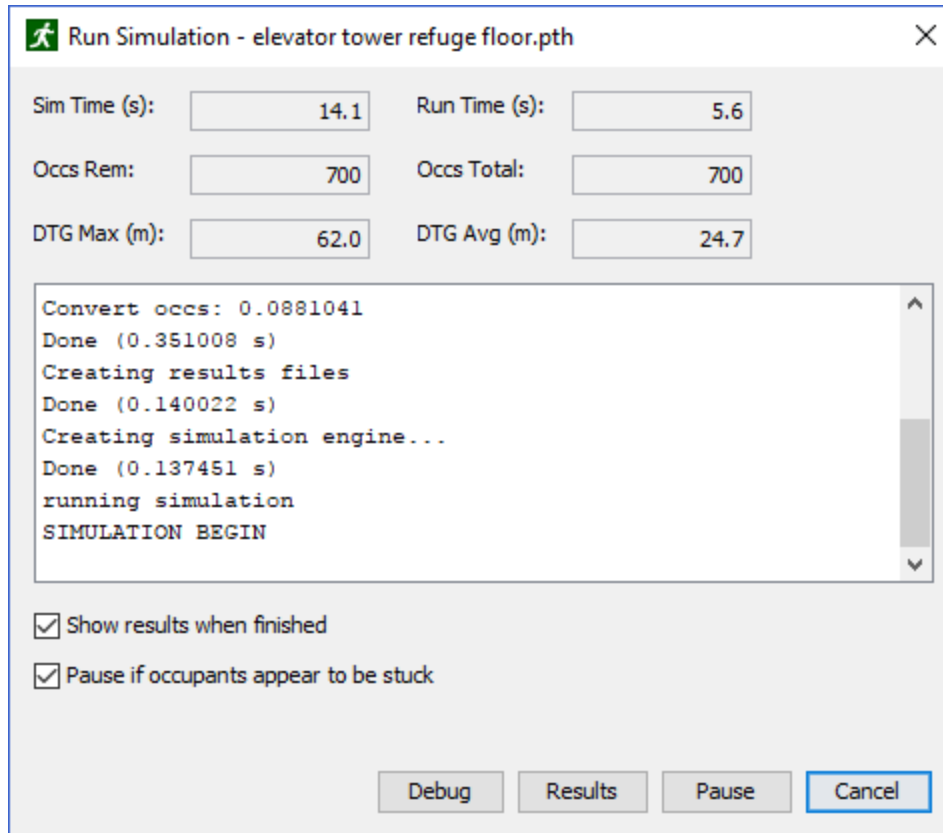 Run Simulation - elevator tower refuge floor.pth
Sim Time (s): 14.1 Run Time (s): 5.6
Occs Rem: 700 Occs Total: 700
DTG Max (m): 62.0 DTG Avg (m): 24.7
Convert occs: 0.0881041
Done (0.351008 s)
Creating results files
Done (0.140022 s)
Creating simulation engine...
Done (0.137451 s)
running simulation
SIMULATION BEGIN
Show results when finished
Pause if occupants appear to be stuck
Debug Results Pause Cancel